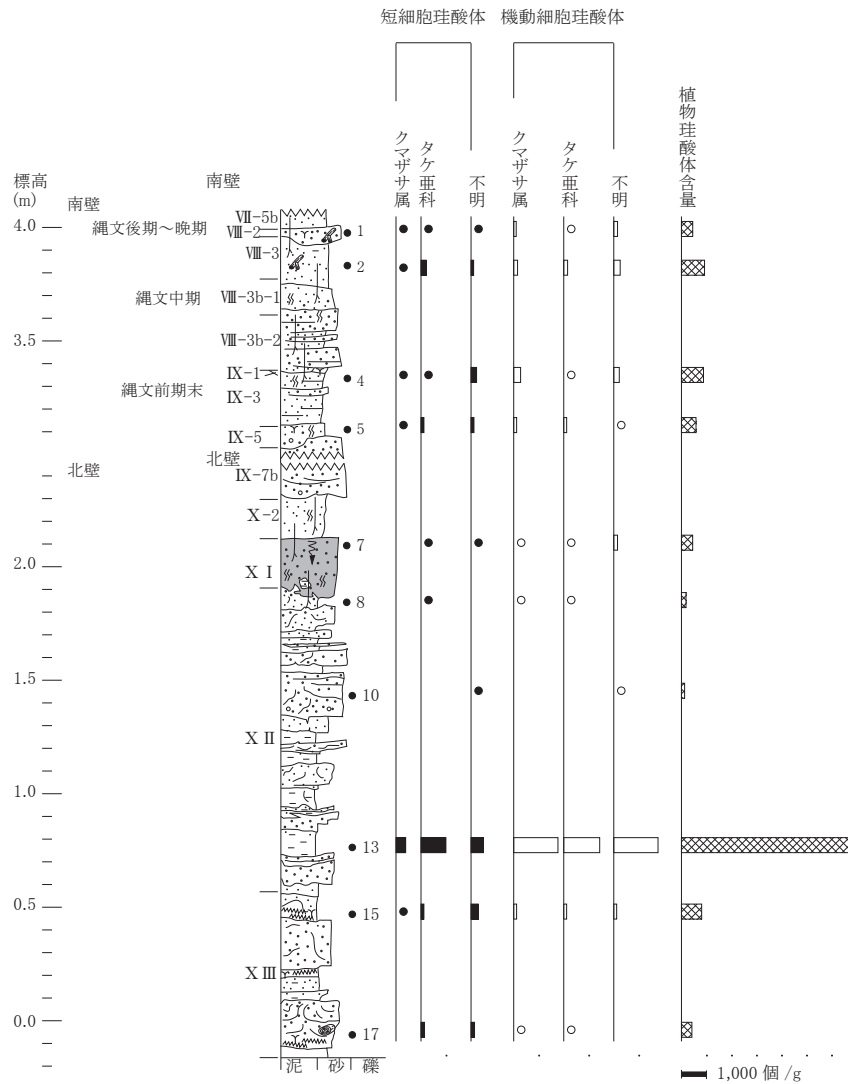 短細胞珪酸体 機動細胞珪酸体
クマザサ属
タケ亜科
不明
クマザサ属
タケ亜科
不明
植物珪酸体含量
標高
(m)
南壁
南壁
Ⅶ-5b
4.0
縄文後期～晩期
Ⅷ-2
1
Ⅷ-3
2
縄文中期
Ⅷ-3b-1
3.5
Ⅷ-3b-2
Ⅸ-1
4
縄文前期末
Ⅸ-3
5
Ⅸ-5
北壁
北壁
Ⅸ-7b
Ⅹ-2
7
2.0
ⅩⅠ
8
1.5
10
ⅩⅡ
1.0
13
0.5
15
ⅩⅢ
0.0
17
泥 砂 礫
1,000 個 /g